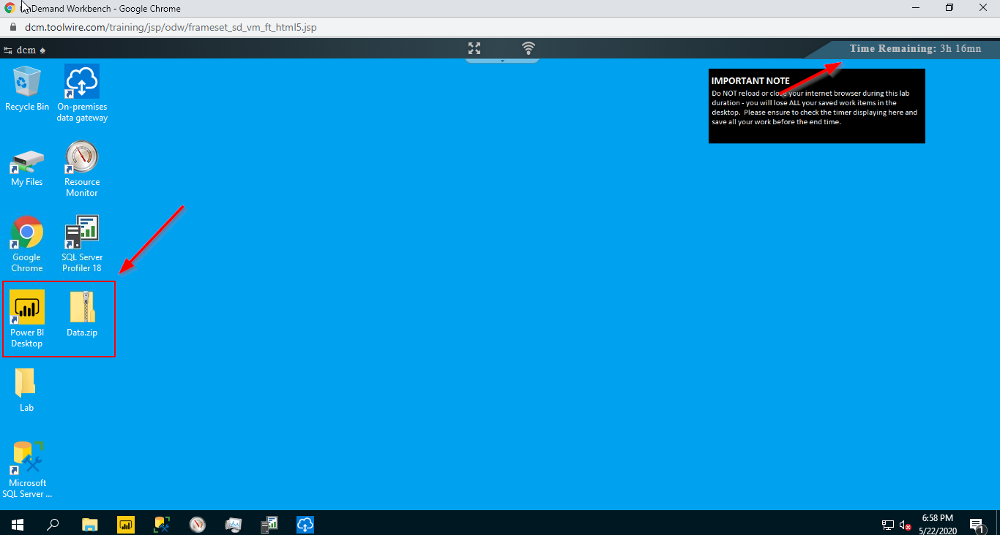 OnDemand Workbench - Google Chrome
dcm.toolwire.com/training/jsp/odw/frameset_sd_vm_ft_html5.jsp
dcm
Time Remaining: 3h 16mn
IMPORTANT NOTE
Do NOT reload or close your internet browser during this lab
duration - you will lose ALL your saved work items in the
desktop. Please ensure to check the timer displaying here and
save all your work before the end time.
Recycle Bin
On-premises
data gateway
My Files
Resource
Monitor
Google
Chrome
SQL Server
Profiler 18
Power BI
Desktop
Data.zip
Lab
Microsoft
SQL Server ...
6:58 PM
5/22/2020
1